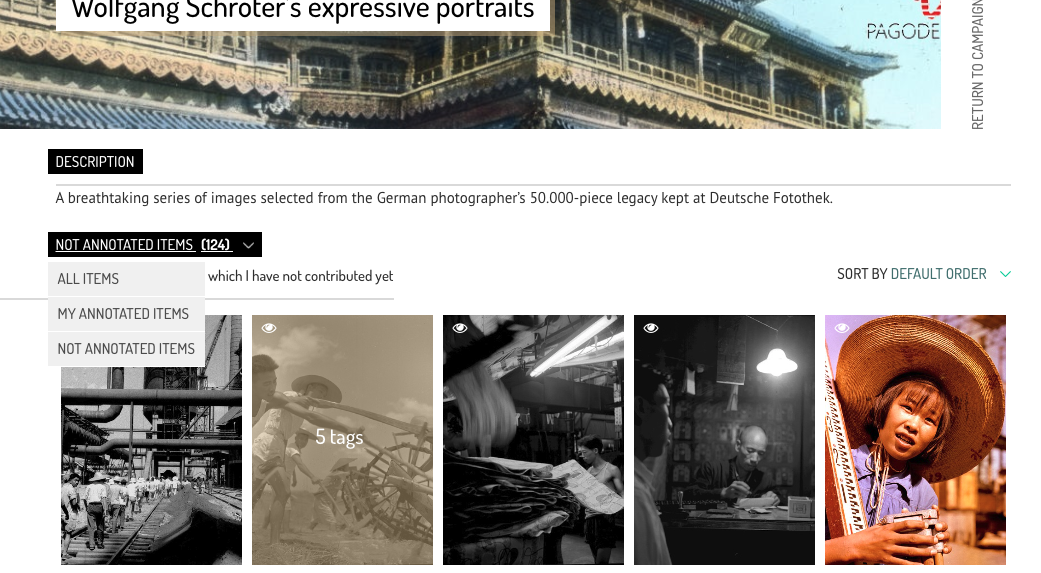 Wolfgang Schröter's expressive portraits
PAGODE
RETURN TO CAMPAIGN
DESCRIPTION
A breathtaking series of images selected from the German photographer's 50.000-piece legacy kept at Deutsche Fotothek.
NOT ANNOTATED ITEMS (124)
ALL ITEMS
which I have not contributed yet
SORT BY DEFAULT ORDER
MY ANNOTATED ITEMS
NOT ANNOTATED ITEMS
5 tags